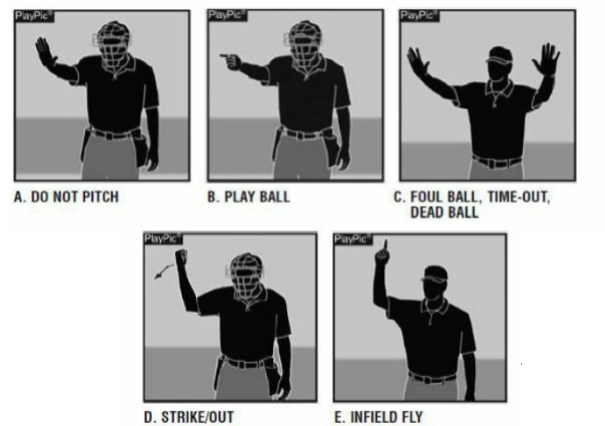 PlayPic®
PlayPic®
PlayPic®
A. DO NOT PITCH
B. PLAY BALL
C. FOUL BALL, TIME-OUT,
DEAD BALL
PlayPic®
PlayPic®
D. STRIKE/OUT
E. INFIELD FLY